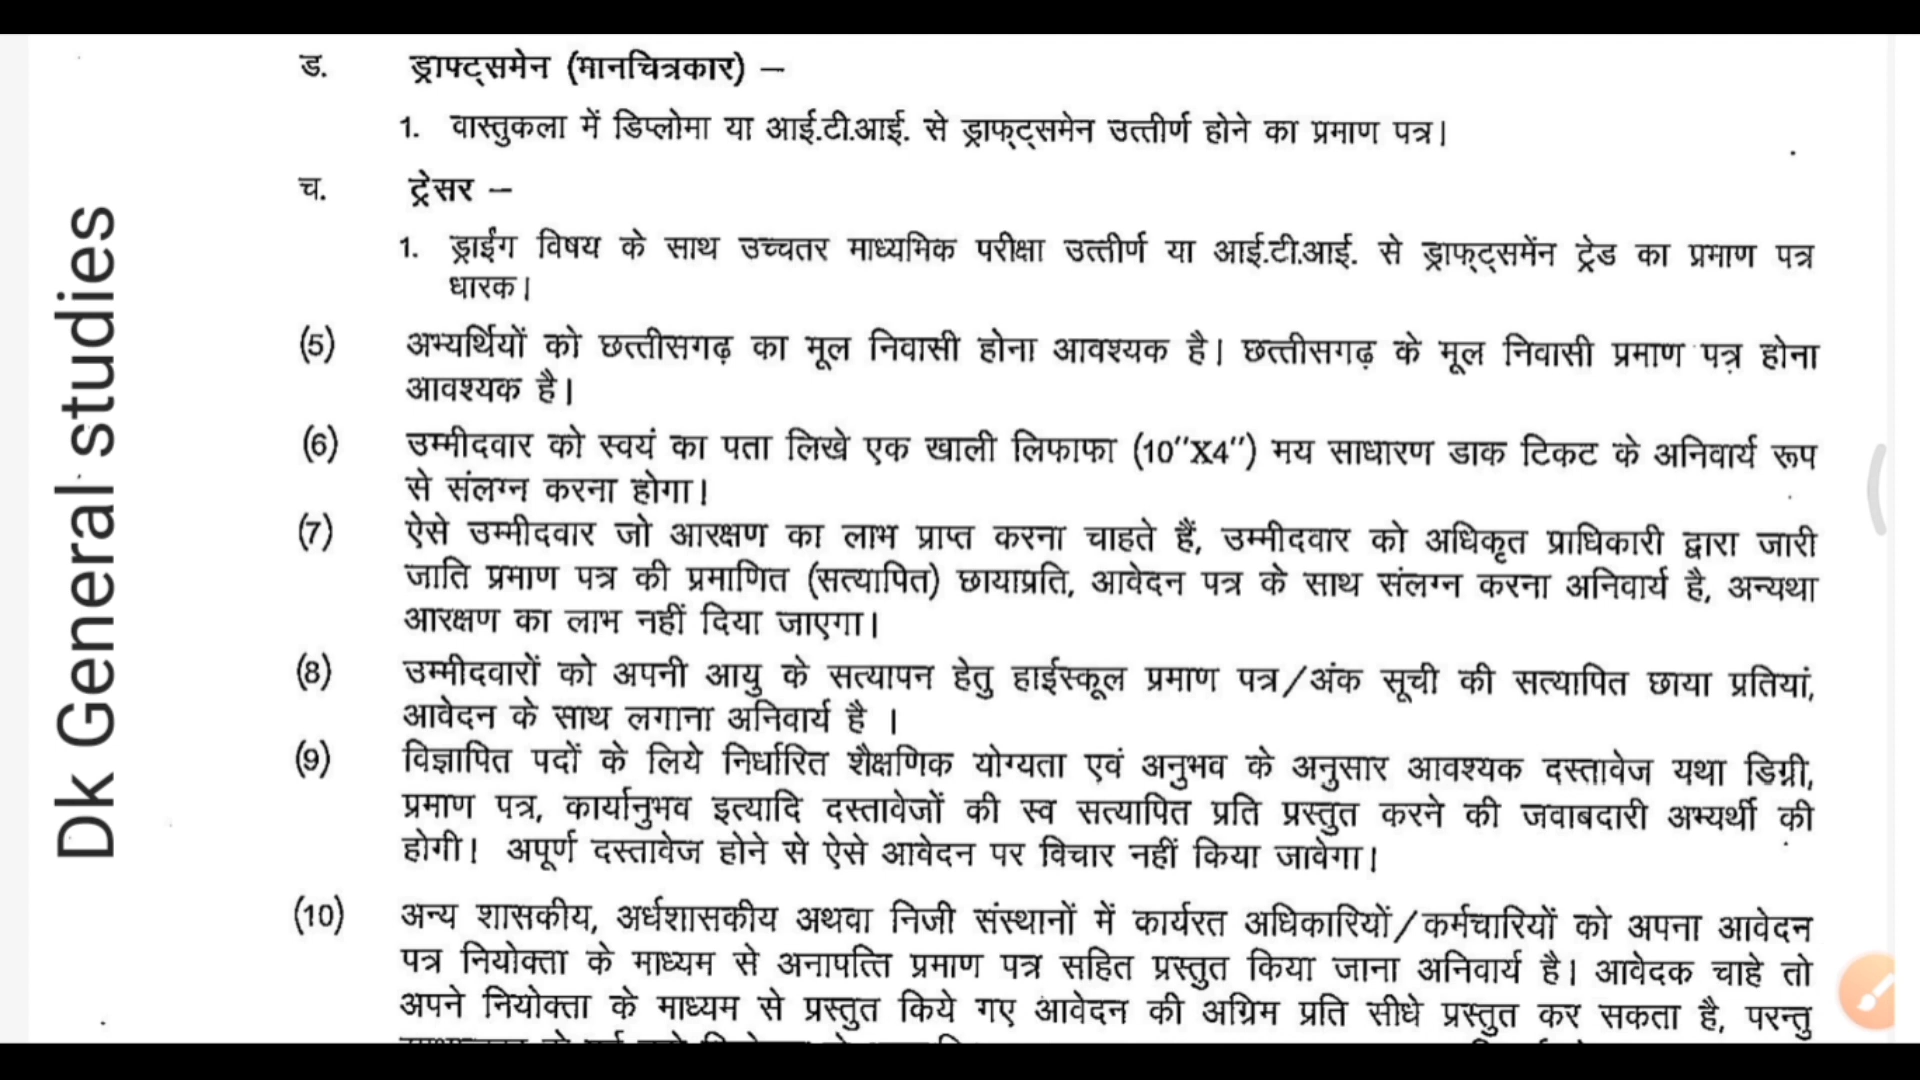 Dk General studies
ड. ड्राफ्ट्समेन (मानचित्रकार) –
1. वास्तुकला में डिप्लोमा या आई.टी.आई. से ड्राफ्ट्समेन उत्तीर्ण होने का प्रमाण पत्र।
च. ट्रेसर –
1. ड्राईंग विषय के साथ उच्चतर माध्यमिक परीक्षा उत्तीर्ण या आई.टी.आई. से ड्राफ्ट्समेंन ट्रेड का प्रमाण पत्र
धारक।
(5) अभ्यर्थियों को छत्तीसगढ़ का मूल निवासी होना आवश्यक है। छत्तीसगढ़ के मूल निवासी प्रमाण पत्र होना
आवश्यक है।
(6) उम्मीदवार को स्वयं का पता लिखे एक खाली लिफाफा (10''X4'') मय साधारण डाक टिकट के अनिवार्य रूप
से संलग्न करना होगा।
(7) ऐसे उम्मीदवार जो आरक्षण का लाभ प्राप्त करना चाहते हैं, उम्मीदवार को अधिकृत प्राधिकारी द्वारा जारी
जाति प्रमाण पत्र की प्रमाणित (सत्यापित) छायाप्रति, आवेदन पत्र के साथ संलग्न करना अनिवार्य है, अन्यथा
आरक्षण का लाभ नहीं दिया जाएगा।
(8) उम्मीदवारों को अपनी आयु के सत्यापन हेतु हाईस्कूल प्रमाण पत्र/अंक सूची की सत्यापित छाया प्रतियां,
आवेदन के साथ लगाना अनिवार्य है ।
(9) विज्ञापित पदों के लिये निर्धारित शैक्षणिक योग्यता एवं अनुभव के अनुसार आवश्यक दस्तावेज यथा डिग्री,
प्रमाण पत्र, कार्यानुभव इत्यादि दस्तावेजों की स्व सत्यापित प्रति प्रस्तुत करने की जवाबदारी अभ्यर्थी की
होगी। अपूर्ण दस्तावेज होने से ऐसे आवेदन पर विचार नहीं किया जावेगा।
(10) अन्य शासकीय, अर्धशासकीय अथवा निजी संस्थानों में कार्यरत अधिकारियों/कर्मचारियों को अपना आवेदन
पत्र नियोक्ता के माध्यम से अनापत्ति प्रमाण पत्र सहित प्रस्तुत किया जाना अनिवार्य है। आवेदक चाहे तो
अपने नियोक्ता के माध्यम से प्रस्तुत किये गए आवेदन की अग्रिम प्रति सीधे प्रस्तुत कर सकता है, परन्तु